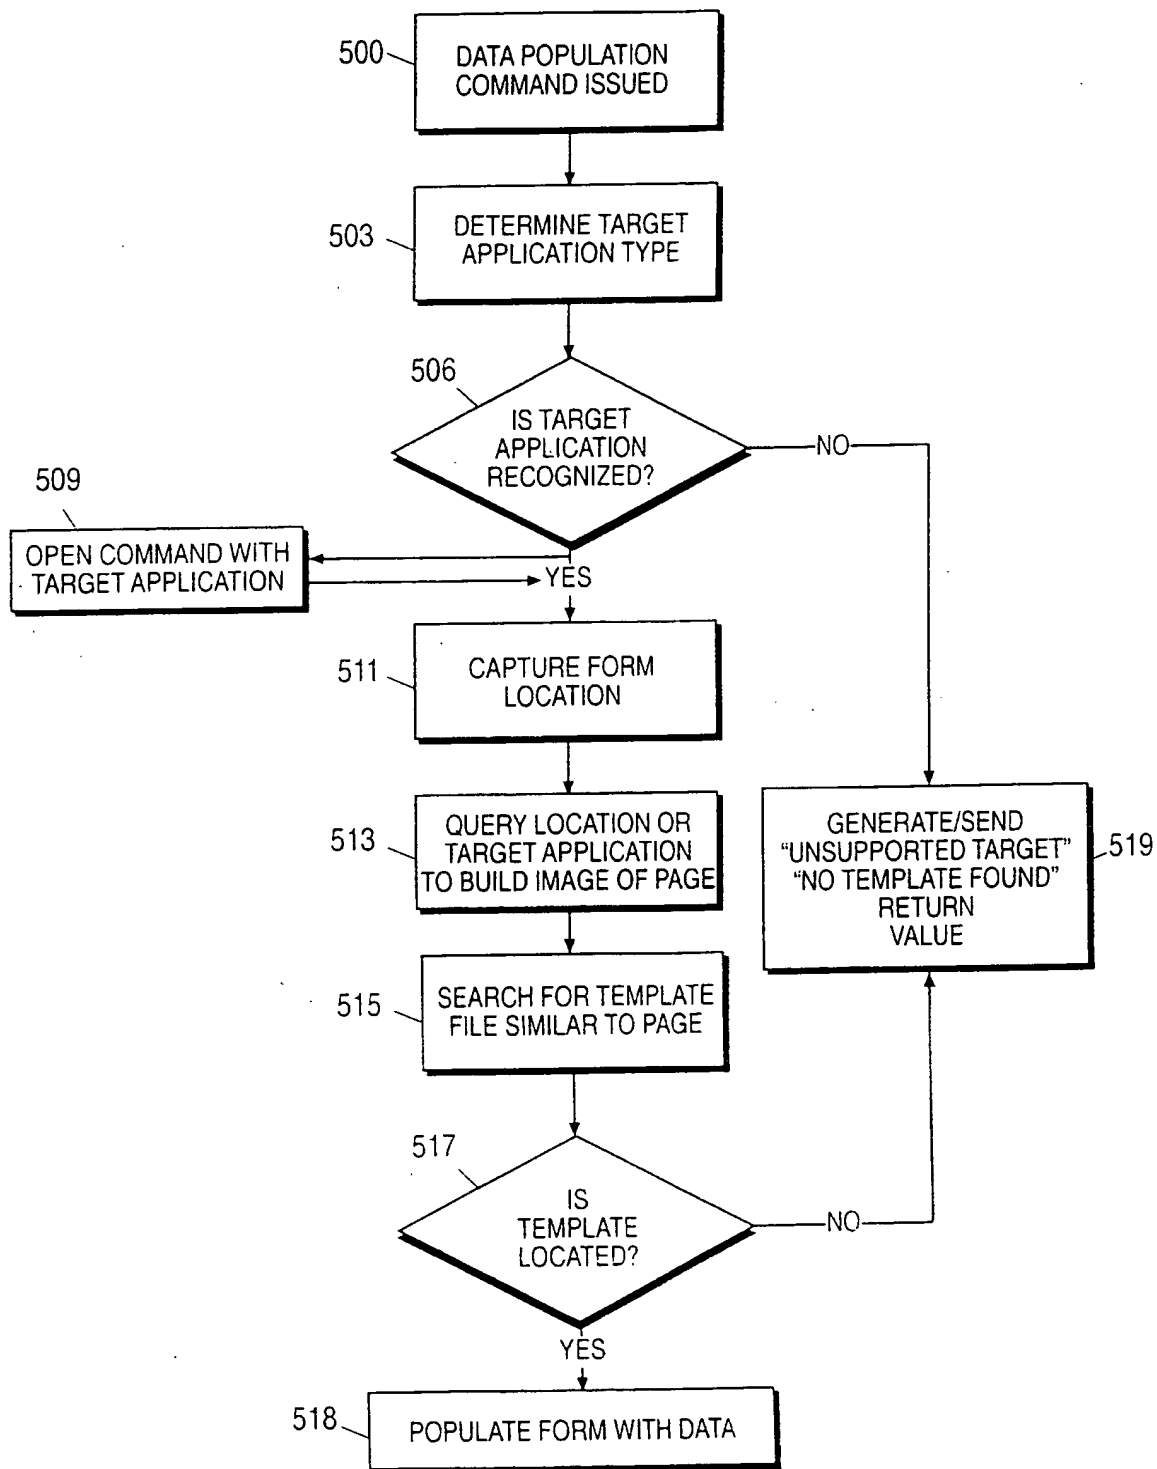 500
DATA POPULATION
COMMAND ISSUED
503
DETERMINE TARGET
APPLICATION TYPE
506
IS TARGET
APPLICATION
RECOGNIZED?
NO
509
OPEN COMMAND WITH
TARGET APPLICATION
YES
511
CAPTURE FORM
LOCATION
513
QUERY LOCATION OR
TARGET APPLICATION
TO BUILD IMAGE OF PAGE
GENERATE/SEND
"UNSUPPORTED TARGET"
"NO TEMPLATE FOUND"
RETURN
VALUE
519
515
SEARCH FOR TEMPLATE
FILE SIMILAR TO PAGE
517
IS
TEMPLATE
LOCATED?
NO
YES
518
POPULATE FORM WITH DATA